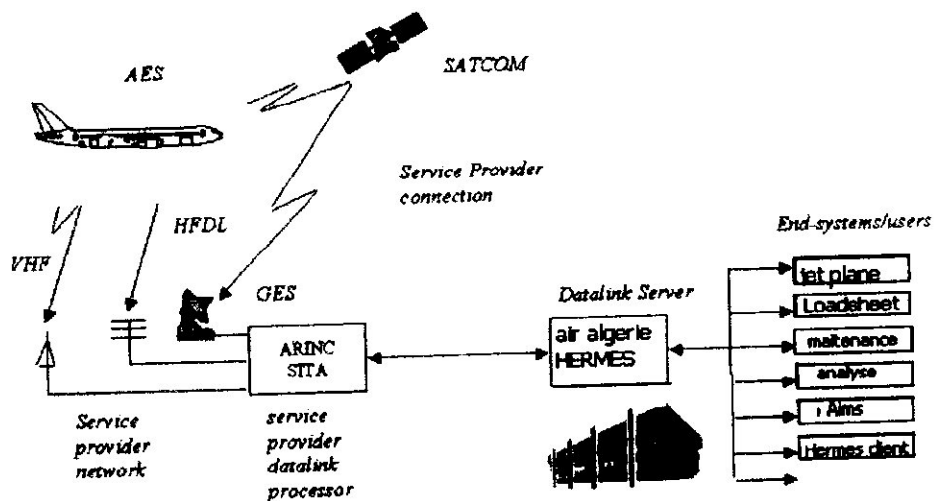 AES
SATCOM
Service Provider
connection
HFDL
VHF
GES
ARINC
SITA
Service
provider
network
service
provider
datalink
processor
Datalink Server
air algerie
HERMES
End-systems/users
jet plane
Loadsheet
maitenance
analyse
Aims
Hermes client